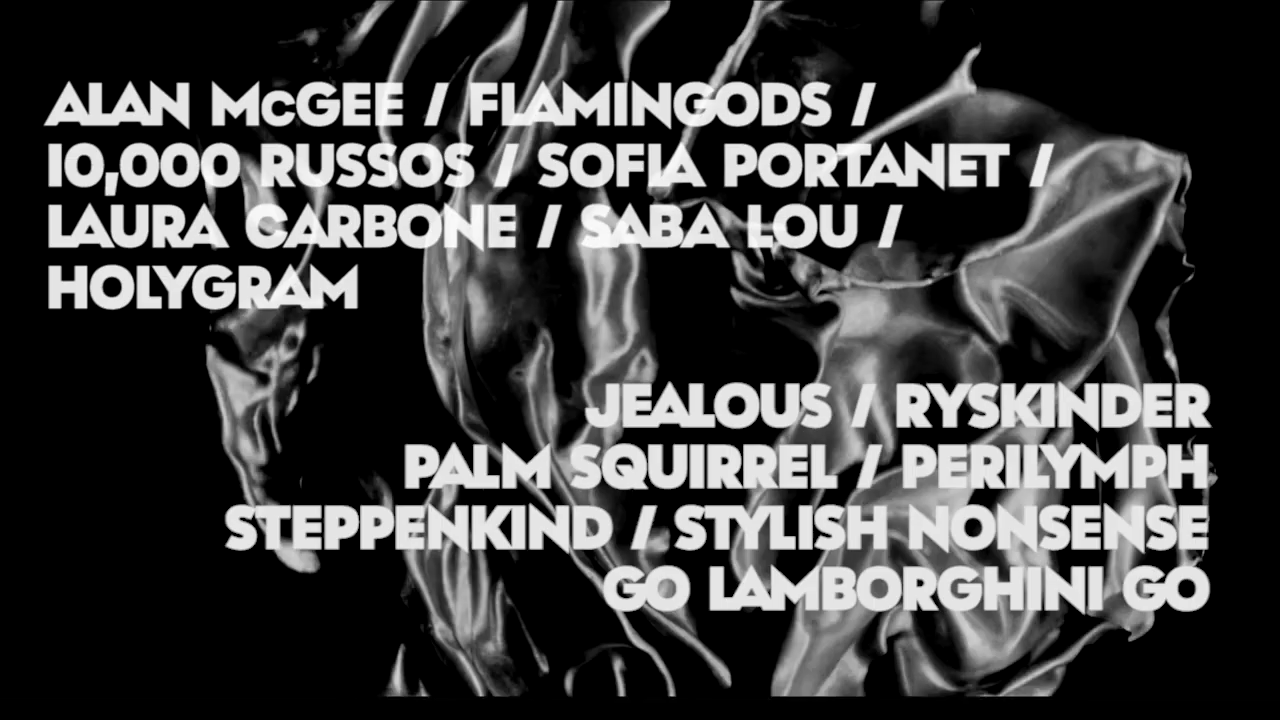 ALAN McGEE / FLAMINGODS /
10,000 RUSSOS / SOFIA PORTANET /
LAURA CARBONE / SABA LOU /
HOLYGRAM
JEALOUS / RYSKINDER
PALM SQUIRREL / PERILYMPH
STEPPENKIND / STYLISH NONSENSE
GO LAMBORGHINI GO